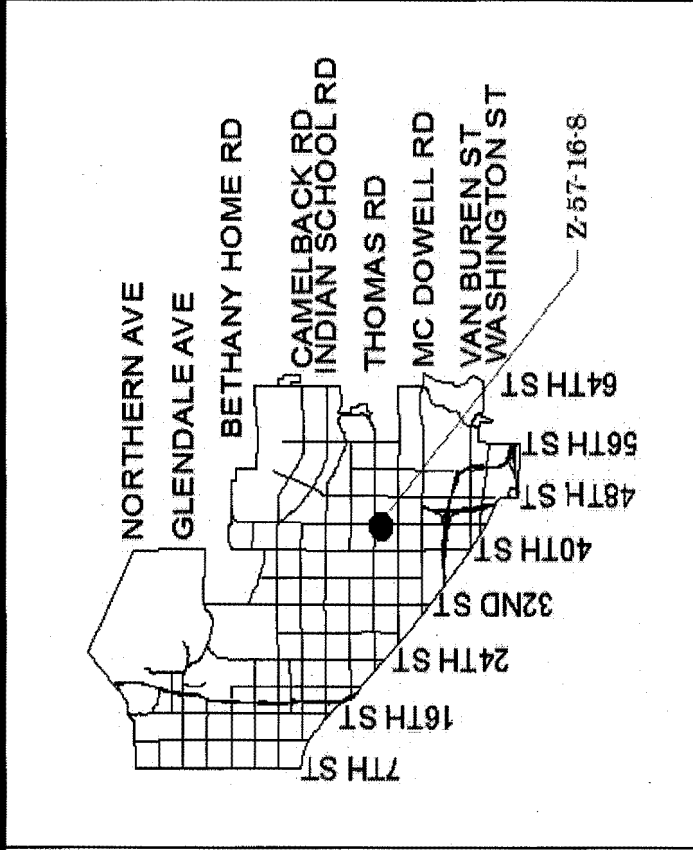 NORTHERN AVE
GLENDALE AVE
BETHANY HOME RD
CAMELBACK RD
INDIAN SCHOOL RD
THOMAS RD
MC DOWELL RD
VAN BUREN ST
WASHINGTON ST
Z-57-16-8
64TH ST
56TH ST
48TH ST
40TH ST
32ND ST
24TH ST
16TH ST
7TH ST